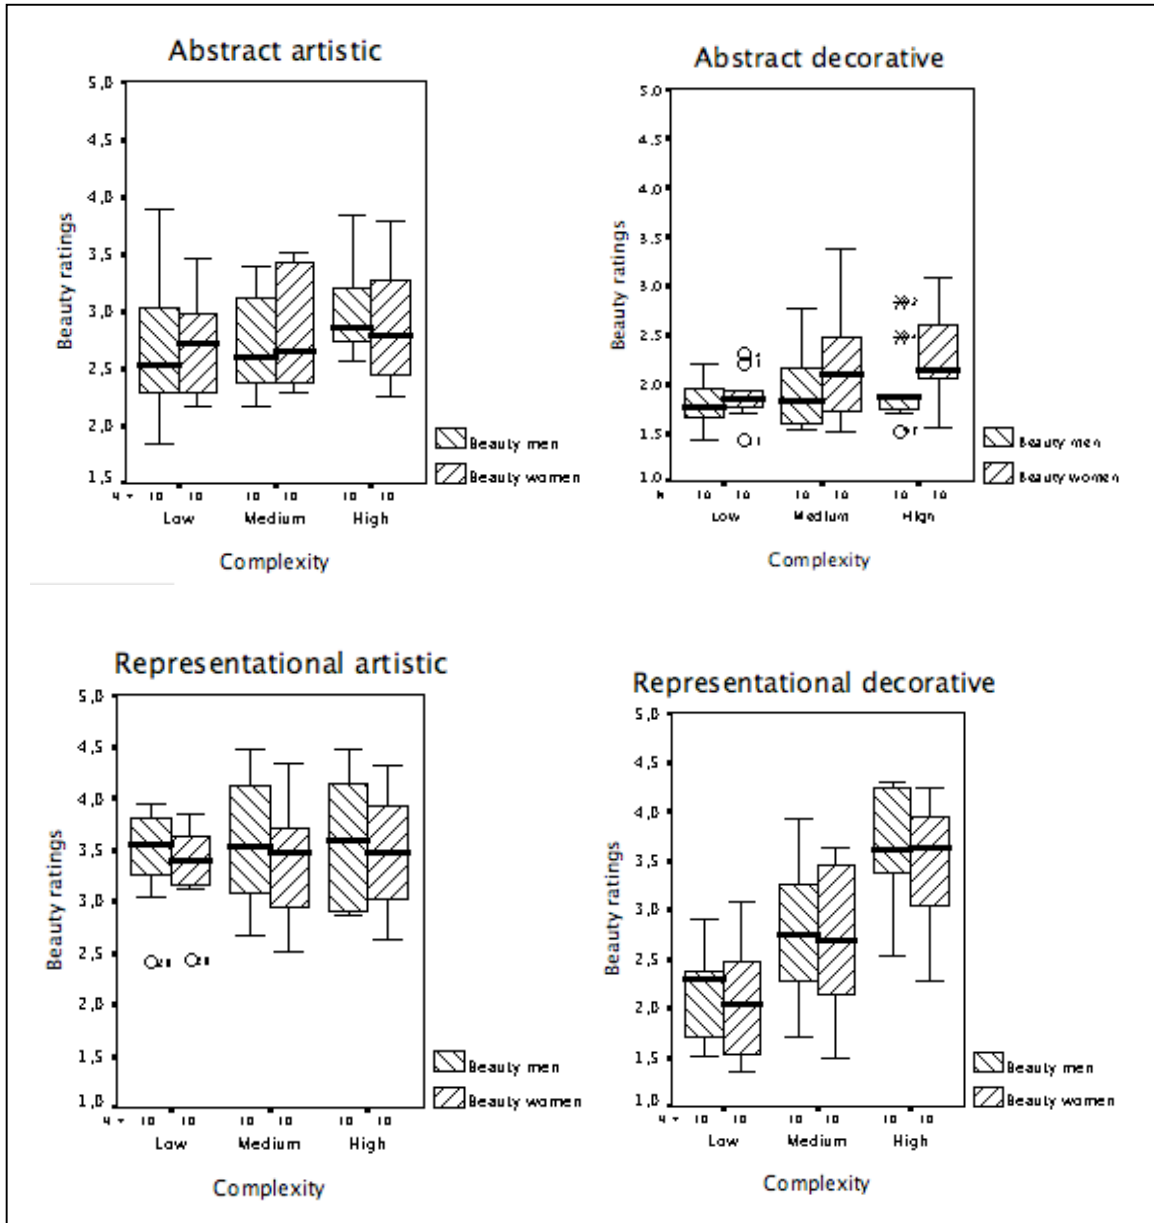 Abstract artistic
5,0
4,5
4,0
3,5
3,0
2,5
2,0
1,5
Beauty ratings
10 10 10 10 10 10
Low Medium High
Complexity
Beauty men
Beauty women
Abstract decorative
5.0
4.5
4.0
3.5
3.0
2.5
2.0
1.5
1.0
Beauty ratings
N 10 10 10 10 10 10
Low Medium High
Complexity
Beauty men
Beauty women
Representational artistic
5,0
4,5
4,0
3,5
3,0
2,5
2,0
1,5
1,0
Beauty ratings
10 10 10 10 10 10
Low Medium High
Complexity
Beauty men
Beauty women
Representational decorative
5,0
4,5
4,0
3,5
3,0
2,5
2,0
1,5
1,0
Beauty ratings
10 10 10 10 10 10
Low Medium High
Complexity
Beauty men
Beauty women